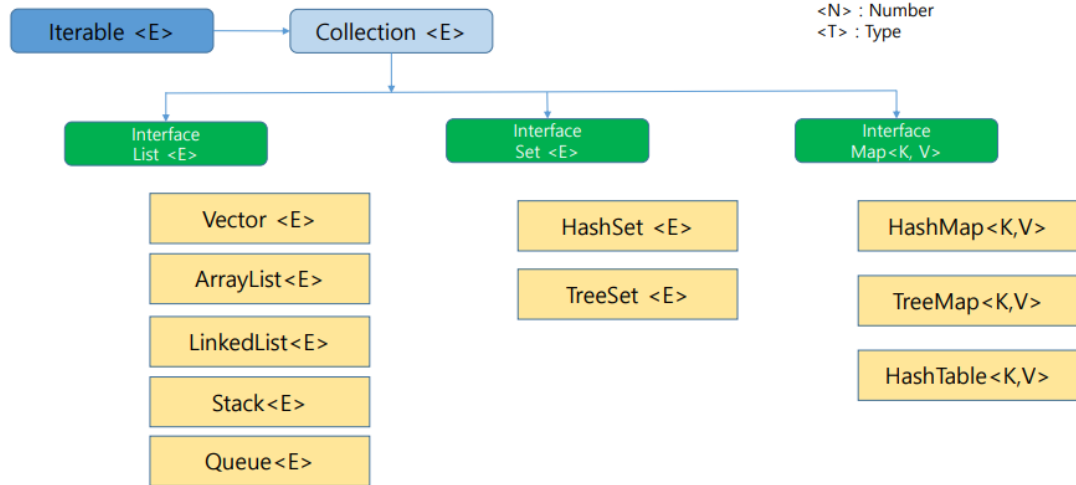 Iterable <E>
Collection <E>
<N> : Number
<T> : Type
Interface
List <E>
Interface
Set <E>
Interface
Map<K, V>
Vector <E>
ArrayList<E>
LinkedList<E>
Stack<E>
Queue<E>
HashSet <E>
TreeSet <E>
HashMap<K,V>
TreeMap<K,V>
HashTable<K,V>